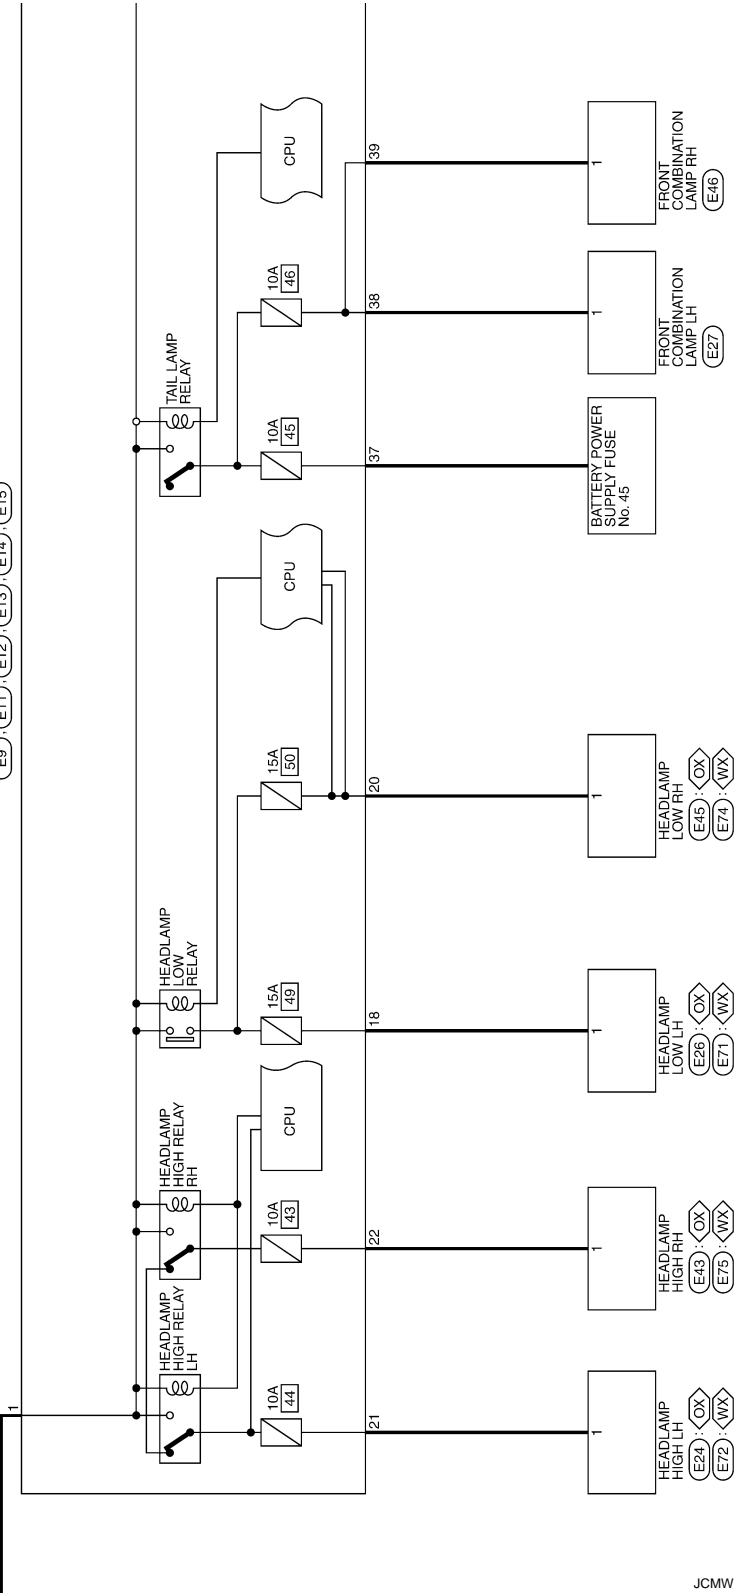 E9 , E11 , E12 , E13 , E14 , E15
1
HEADLAMP
HIGH RELAY
LH
HEADLAMP
HIGH RELAY
RH
HEADLAMP
LOW
RELAY
TAIL LAMP
RELAY
10A
44
10A
43
CPU
15A
49
15A
50
CPU
10A
45
10A
46
CPU
21
22
18
20
37
38
39
1
HEADLAMP
HIGH LH
E24 : OX
E72 : WX
1
HEADLAMP
HIGH RH
E43 : OX
E75 : WX
1
HEADLAMP
LOW LH
E26 : OX
E71 : WX
1
HEADLAMP
LOW RH
E45 : OX
E74 : WX
BATTERY POWER
SUPPLY FUSE
No. 45
1
FRONT
COMBINATION
LAMP LH
E27
1
FRONT
COMBINATION
LAMP RH
E46
JCMW